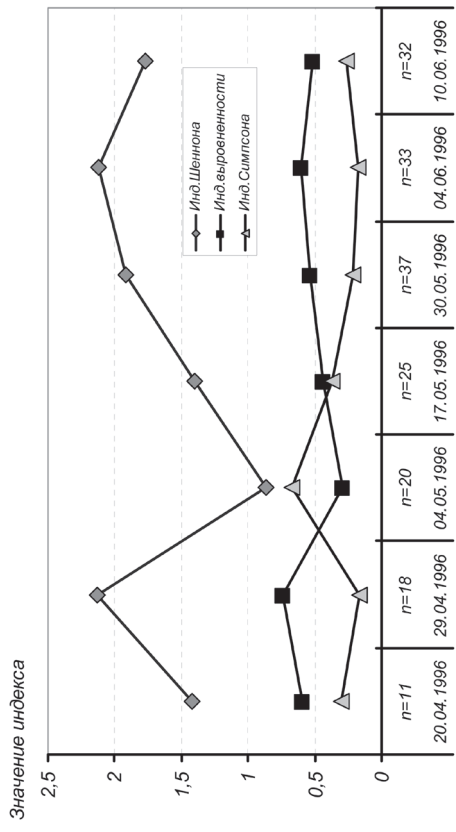 Значение индекса
2,5
2
1,5
1
0,5
0
Инд.Шеннона
Инд.выровненности
Инд.Симпсона
n=11 n=18 n=20 n=25 n=37 n=33 n=32
20.04.1996 29.04.1996 04.05.1996 17.05.1996 30.05.1996 04.06.1996 10.06.1996